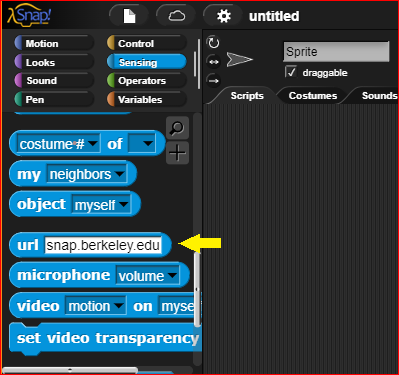 Snap! untitled
Motion Control
Looks Sensing
Sound Operators
Pen Variables
Sprite
draggable
Scripts Costumes Sounds
costume # of
my neighbors
object myself
url snap.berkeley.edu
microphone volume
video motion on myse
set video transparency